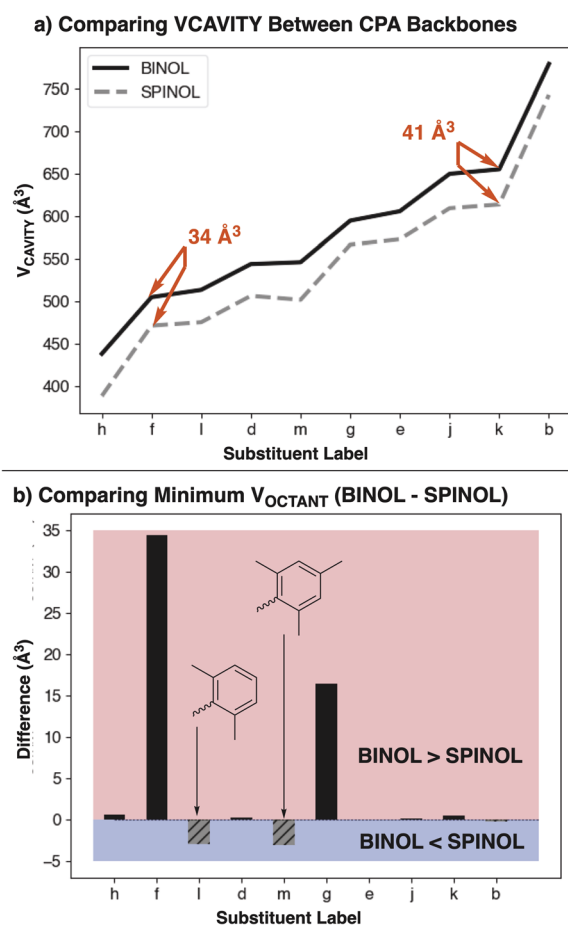 a) Comparing VCAVITY Between CPA Backbones
BINOL
SPINOL
750
700
650
600
550
500
450
400
VCAVITY (Å³)
41 Å³
34 Å³
h f l d m g e j k b
Substituent Label
b) Comparing Minimum VOCTANT (BINOL - SPINOL)
35
30
25
20
15
10
5
0
−5
Difference (Å³)
BINOL > SPINOL
BINOL < SPINOL
h f l d m g e j k b
Substituent Label